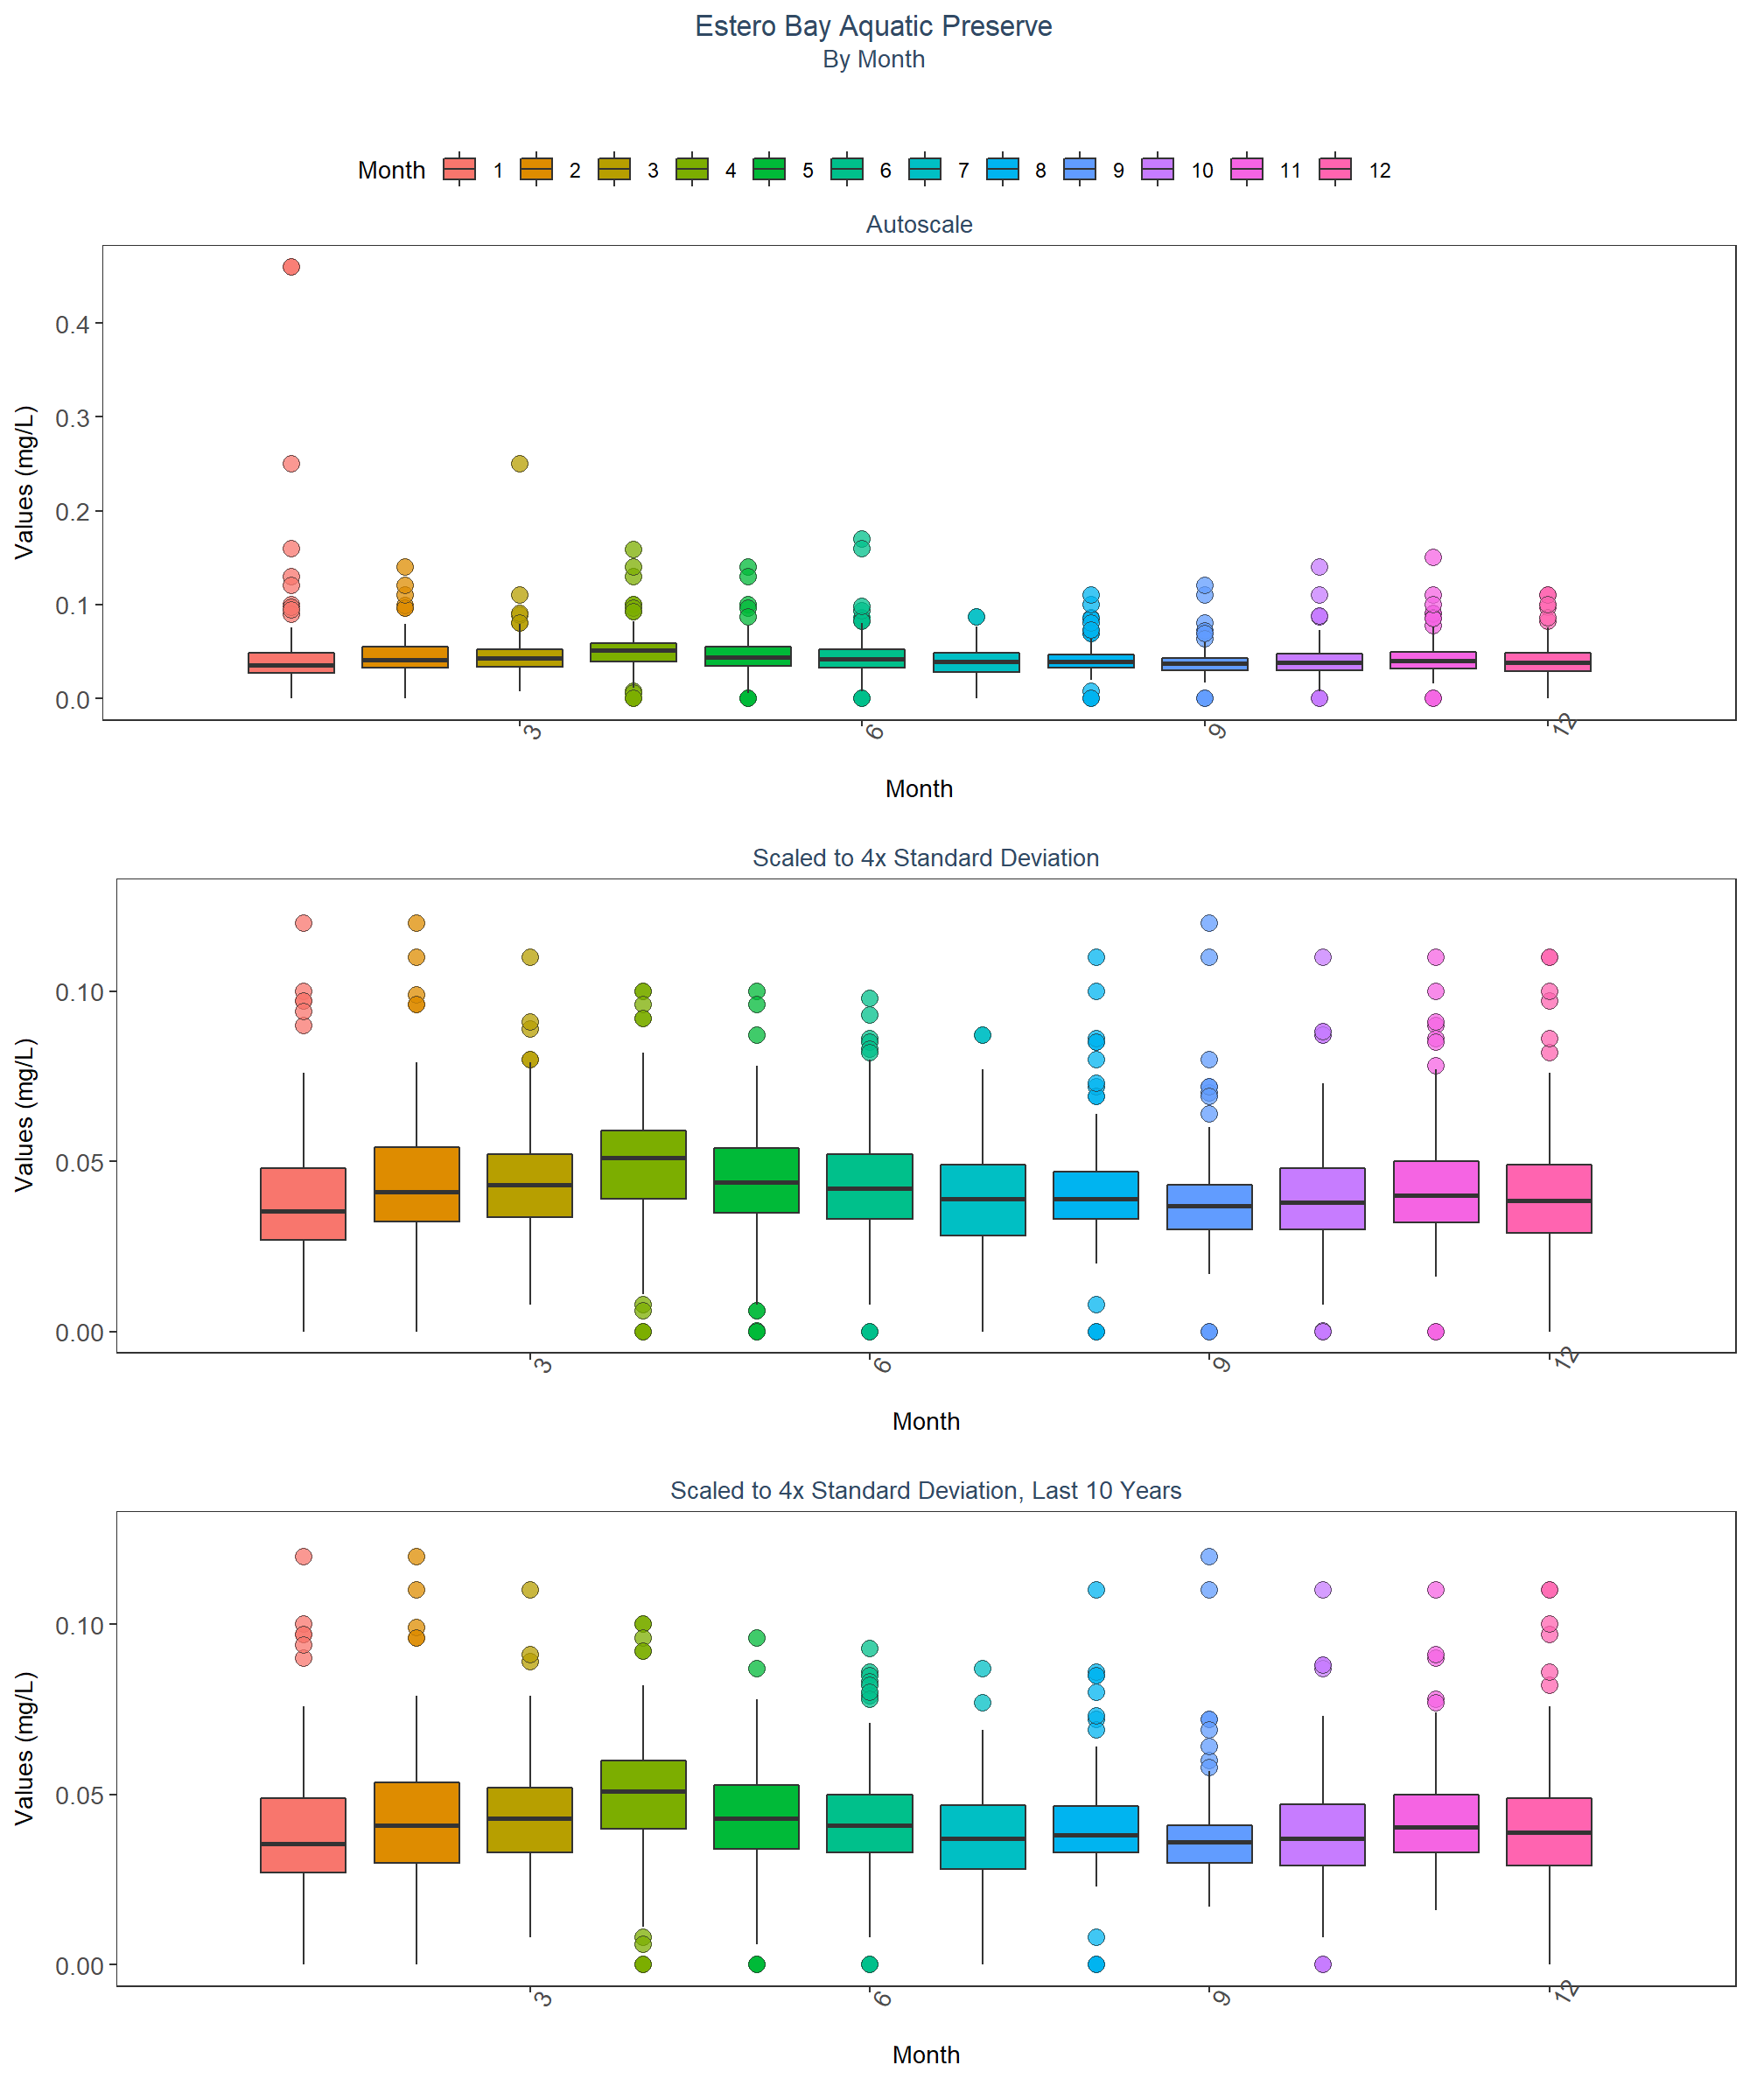 Estero Bay Aquatic Preserve
By Month
Month 1 2 3 4 5 6 7 8 9 10 11 12
Autoscale
Values (mg/L)
0.4
0.3
0.2
0.1
0.0
3 6 9 12
Month
Scaled to 4x Standard Deviation
Values (mg/L)
0.10
0.05
0.00
3 6 9 12
Month
Scaled to 4x Standard Deviation, Last 10 Years
Values (mg/L)
0.10
0.05
0.00
3 6 9 12
Month